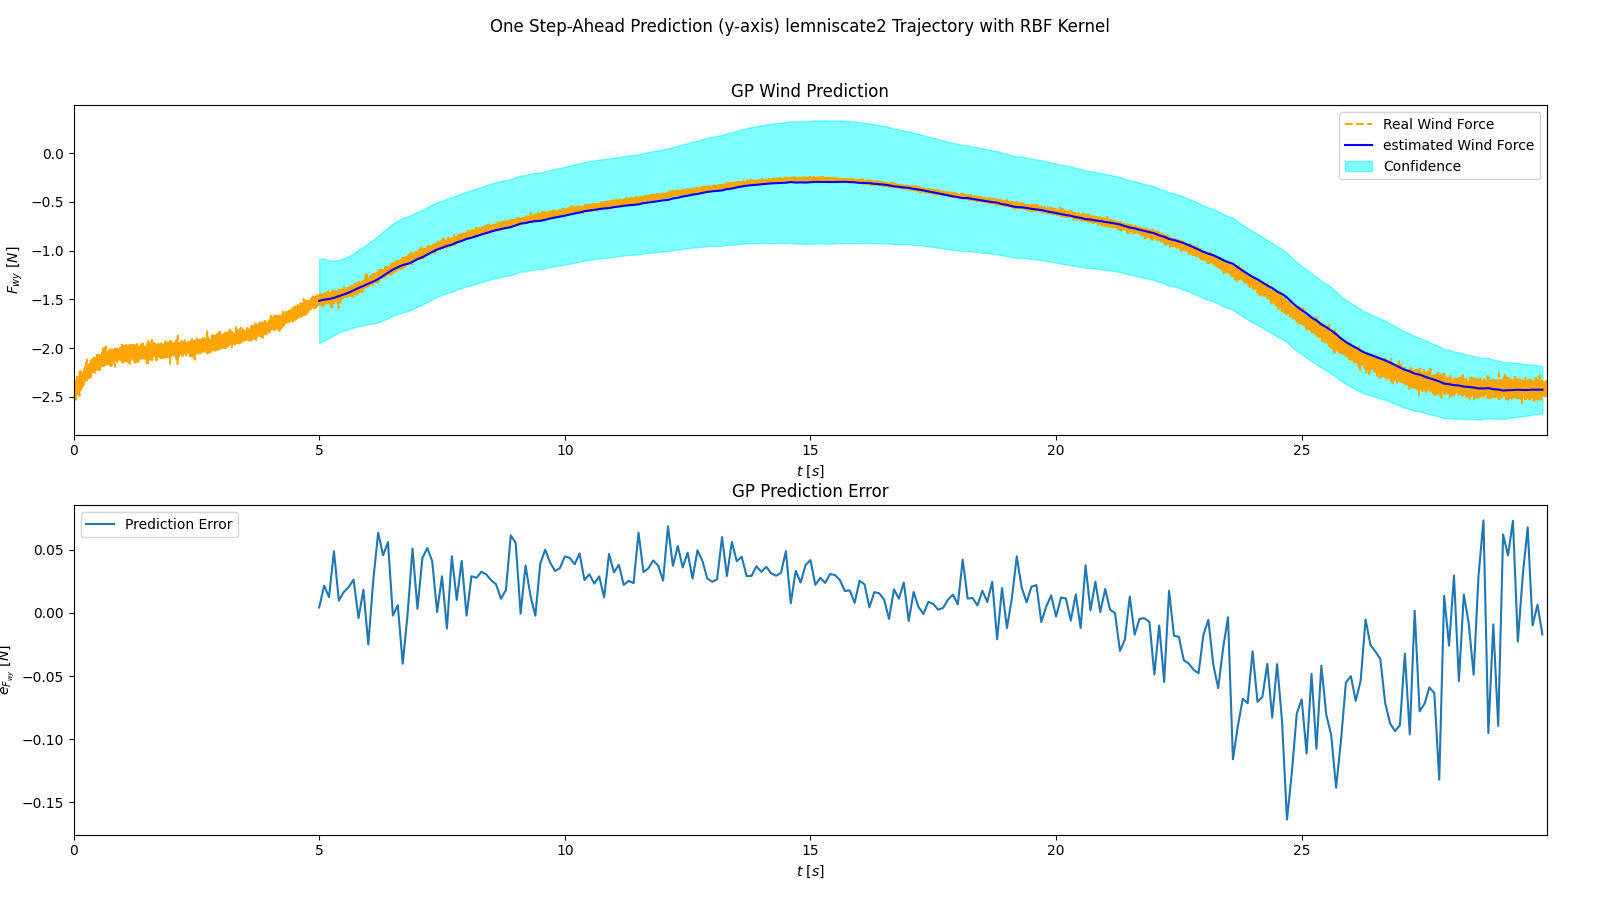 One Step-Ahead Prediction (y-axis) lemniscate2 Trajectory with RBF Kernel
GP Wind Prediction
Real Wind Force
estimated Wind Force
Confidence
0.0
−0.5
−1.0
−1.5
−2.0
−2.5
F_wy [N]
0 5 10 15 20 25
t [s]
GP Prediction Error
Prediction Error
0.05
0.00
−0.05
−0.10
−0.15
e_F_wy [N]
0 5 10 15 20 25
t [s]